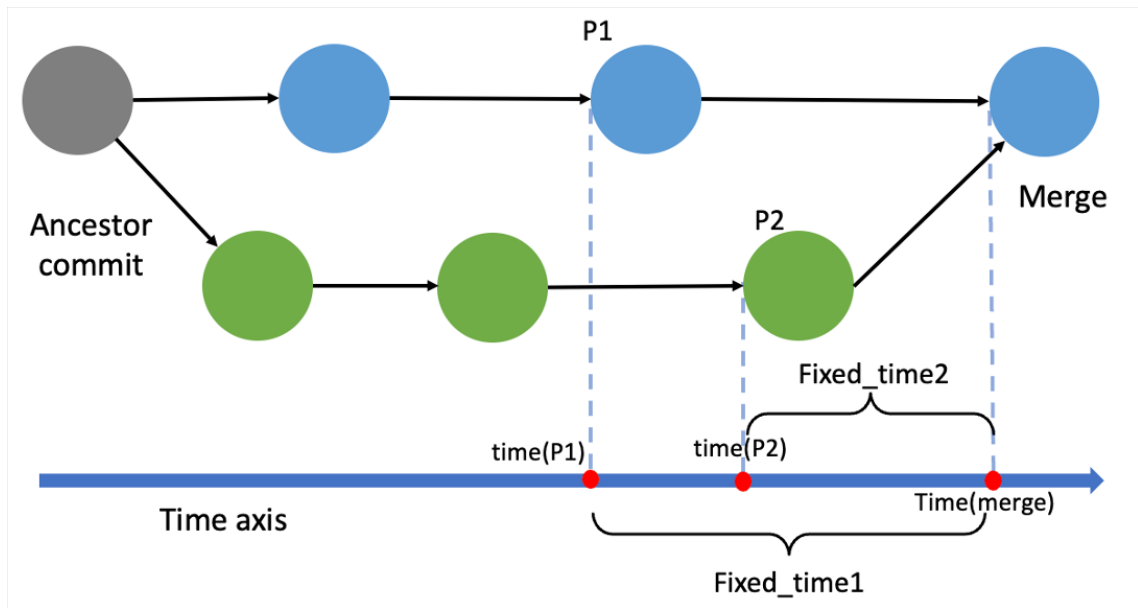 P1
Ancestor
commit
Merge
P2
Fixed_time2
time(P1)
time(P2)
Time(merge)
Time axis
Fixed_time1